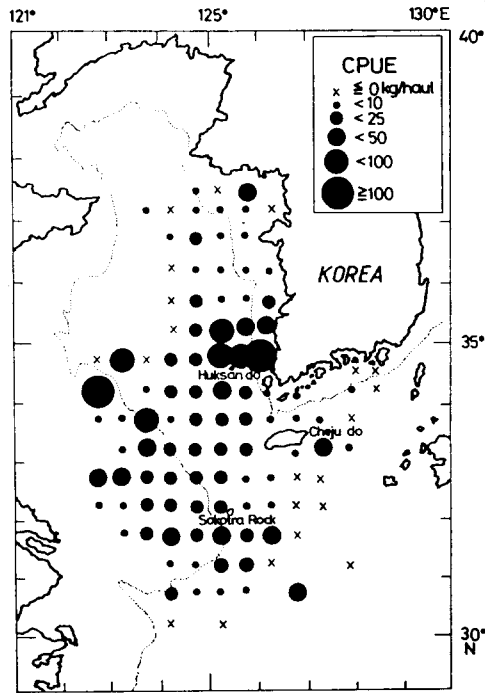 121° 125° 130°E
40°
CPUE
x ≦ 0 kg/haul
< 10
< 25
< 50
< 100
≧100
KOREA
35°
Huksan do
Cheju do
Sokotra Rock
30°
N